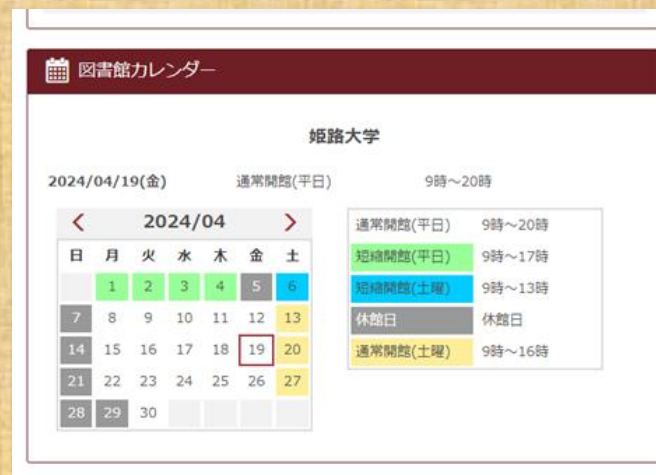 図書館カレンダー
姫路大学
2024/04/19(金) 通常開館(平日) 9時～20時
2024/04
日 月 火 水 木 金 土
1 2 3 4 5 6
7 8 9 10 11 12 13
14 15 16 17 18 19 20
21 22 23 24 25 26 27
28 29 30
通常開館(平日) 9時～20時
短縮開館(平日) 9時～17時
短縮開館(土曜) 9時～13時
休館日 休館日
通常開館(土曜) 9時～16時